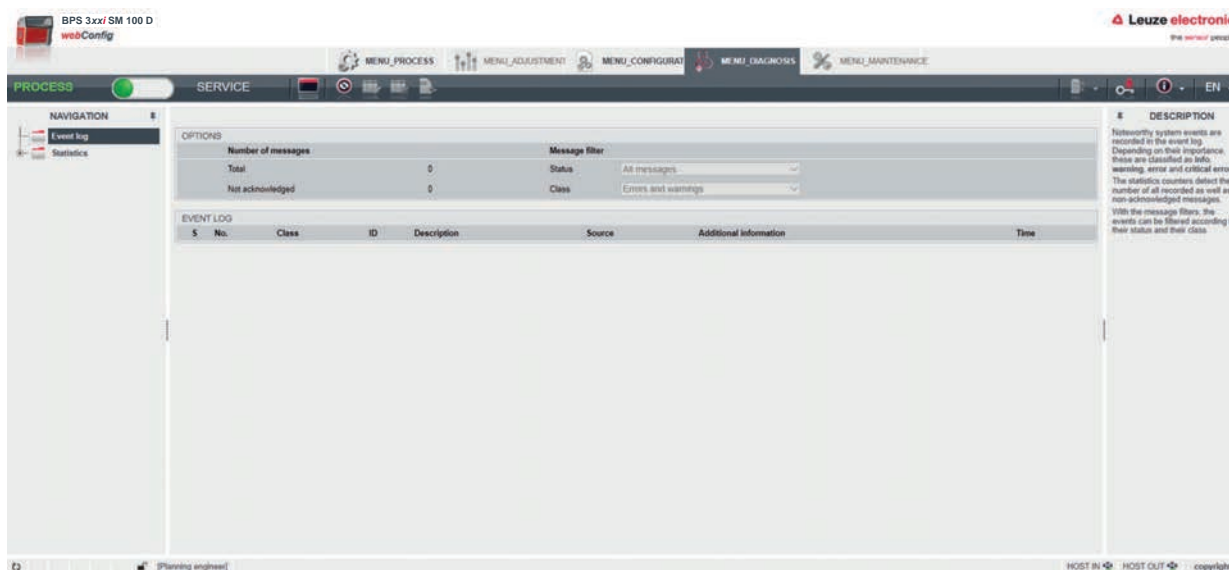 BPS 3xxi SM 100 D
webConfig
Leuze electronic
the sensor peopl
MENU_PROCESS
MENU_ADJUSTMENT
MENU_CONFIGURAT
MENU_DIAGNOSIS
MENU_MAINTENANCE
PROCESS
SERVICE
EN
NAVIGATION
Event log
Statistics
OPTIONS
Number of messages
Message filter
Total 0 Status All messages
Not acknowledged 0 Class Errors and warnings
EVENT LOG
S No. Class ID Description Source Additional information Time
DESCRIPTION
Noteworthy system events are
recorded in the event log.
Depending on their importance,
these are classified as info,
warning, error and critical erro
The statistics counters detect the
number of all recorded as well a
non-acknowledged messages.
With the message filters, the
events can be filtered according
their status and their class
[Planning engineer]
HOST IN HOST OUT copyright